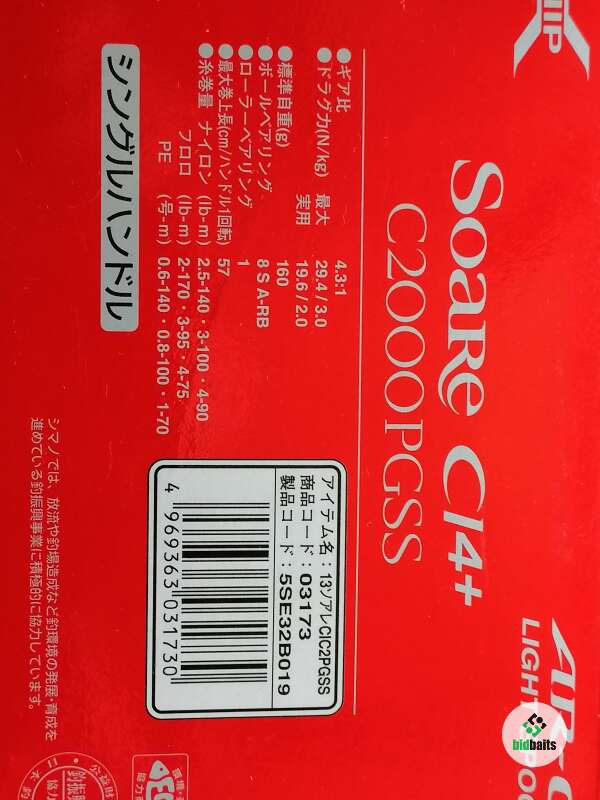 SOARE CI4+
C2000PGSS
●ギア比 4.3:1
●ドラグ力(N/kg) 最大 29.4 / 3.0
実用 19.6 / 2.0
●標準自重(g) 160
●ボールベアリング 8 S A-RB
●ローラーベアリング 1
●最大巻上長(cm/ハンドル1回転) 57
●糸巻量 ナイロン (lb-m) 2.5-140・3-100・4-90
フロロ (lb-m) 2-170・3-95・4-75
PE (号-m) 0.6-140・0.8-100・1-70
シングルハンドル
アイテム名:13ソアレCIC2PGSS
商品コード:03173
製品コード:5SE32B019
4 969363 031730
シマノでは、放流や釣場造成など釣環境の発展・育成を
進めている釣振興事業に積極的に協力しています。
LIGHT
bidbaits